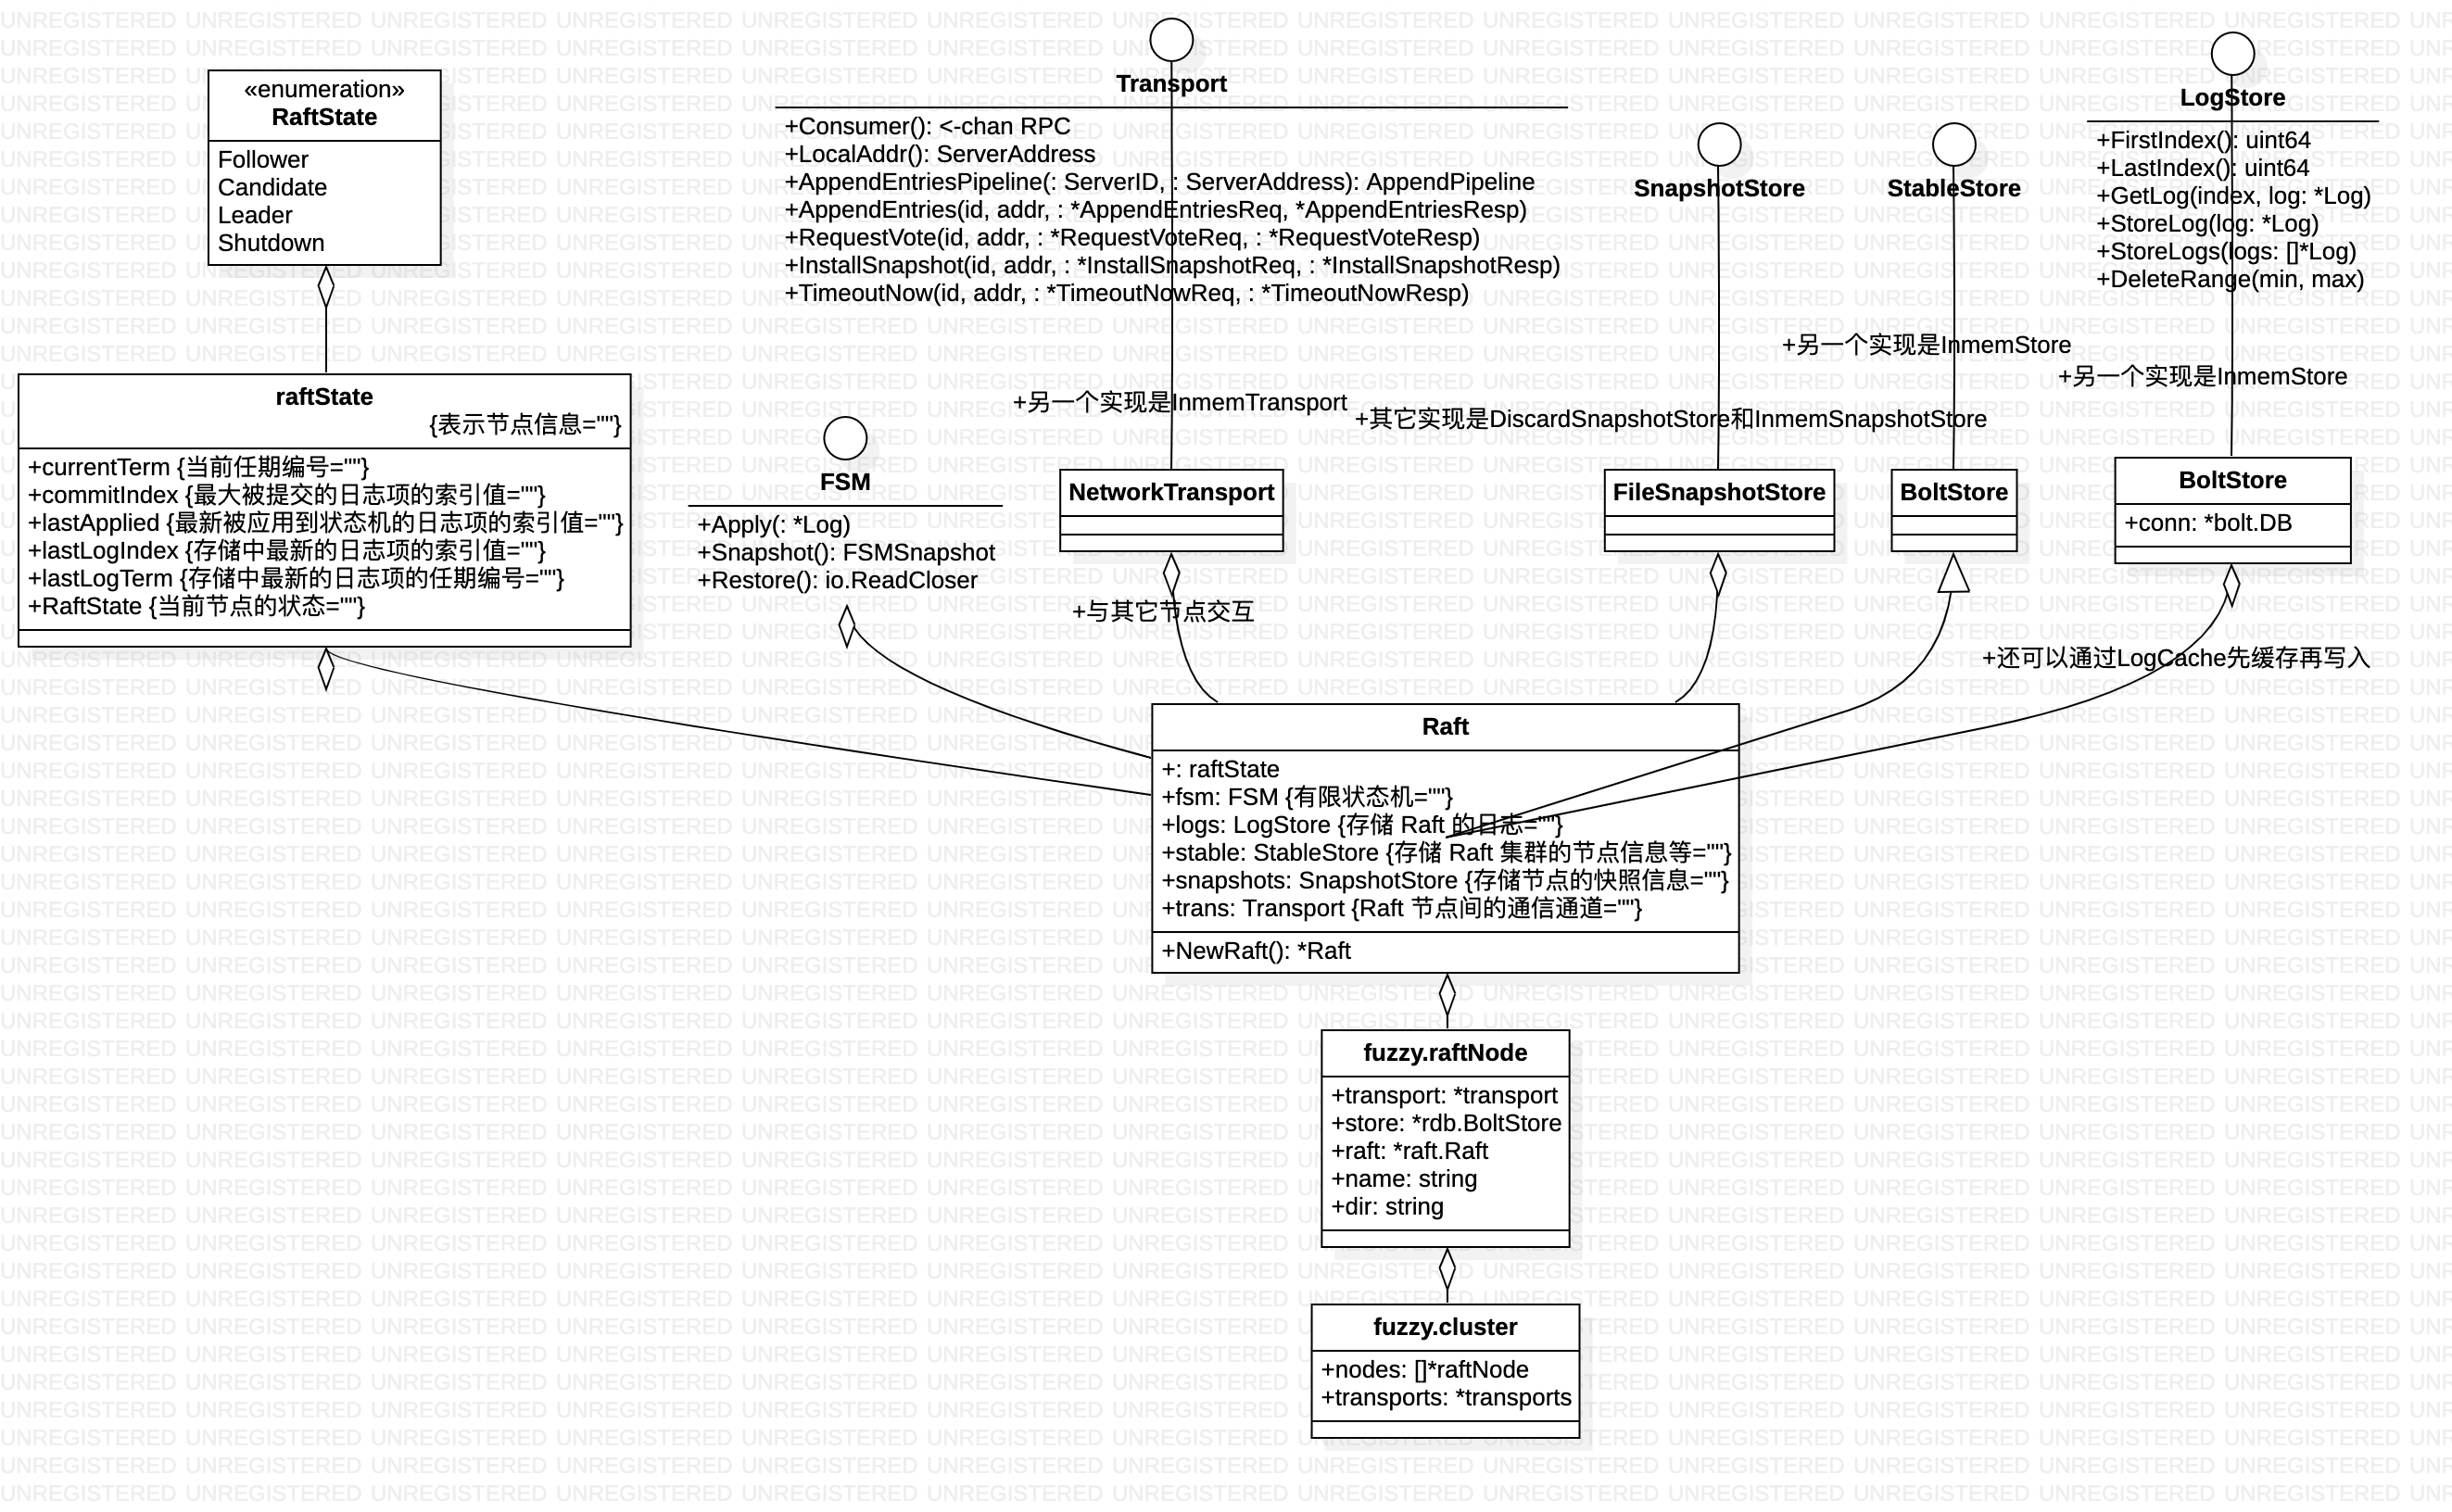 «enumeration»
RaftState
Follower
Candidate
Leader
Shutdown
Transport
+Consumer(): <-chan RPC
+LocalAddr(): ServerAddress
+AppendEntriesPipeline(: ServerID, : ServerAddress): AppendPipeline
+AppendEntries(id, addr, : *AppendEntriesReq, *AppendEntriesResp)
+RequestVote(id, addr, : *RequestVoteReq, : *RequestVoteResp)
+InstallSnapshot(id, addr, : *InstallSnapshotReq, : *InstallSnapshotResp)
+TimeoutNow(id, addr, : *TimeoutNowReq, : *TimeoutNowResp)
SnapshotStore
StableStore
LogStore
+FirstIndex(): uint64
+LastIndex(): uint64
+GetLog(index, log: *Log)
+StoreLog(log: *Log)
+StoreLogs(logs: []*Log)
+DeleteRange(min, max)
+另一个实现是InmemStore
+另一个实现是InmemStore
+另一个实现是InmemTransport
+其它实现是DiscardSnapshotStore和InmemSnapshotStore
raftState
{表示节点信息=""}
+currentTerm {当前任期编号=""}
+commitIndex {最大被提交的日志项的索引值=""}
+lastApplied {最新被应用到状态机的日志项的索引值=""}
+lastLogIndex {存储中最新的日志项的索引值=""}
+lastLogTerm {存储中最新的日志项的任期编号=""}
+RaftState {当前节点的状态=""}
FSM
+Apply(: *Log)
+Snapshot(): FSMSnapshot
+Restore(): io.ReadCloser
NetworkTransport
FileSnapshotStore
BoltStore
BoltStore
+conn: *bolt.DB
+与其它节点交互
+还可以通过LogCache先缓存再写入
Raft
+: raftState
+fsm: FSM {有限状态机=""}
+logs: LogStore {存储 Raft 的日志=""}
+stable: StableStore {存储 Raft 集群的节点信息等=""}
+snapshots: SnapshotStore {存储节点的快照信息=""}
+trans: Transport {Raft 节点间的通信通道=""}
+NewRaft(): *Raft
fuzzy.raftNode
+transport: *transport
+store: *rdb.BoltStore
+raft: *raft.Raft
+name: string
+dir: string
fuzzy.cluster
+nodes: []*raftNode
+transports: *transports
UNREGISTERED